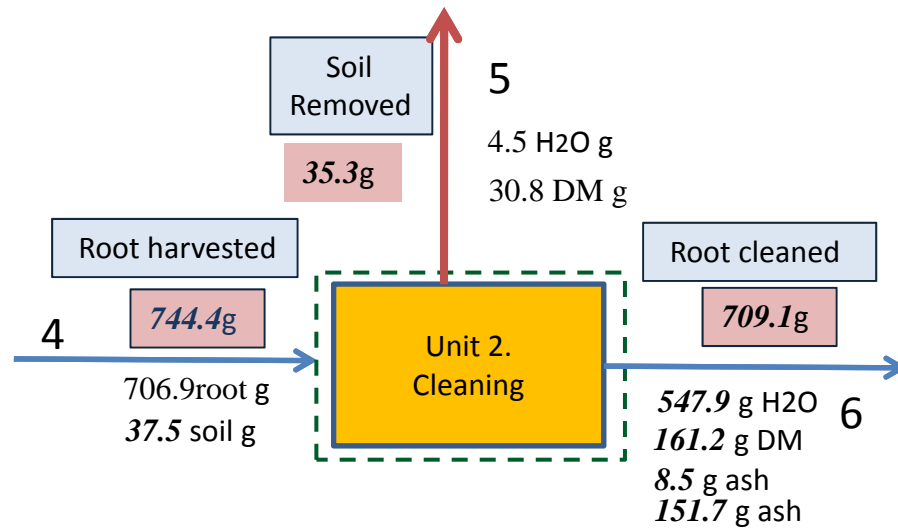 Soil
Removed
5
35.3g
4.5 H2O g
30.8 DM g
Root harvested
744.4g
4
706.9root g
37.5 soil g
Unit 2.
Cleaning
Root cleaned
709.1g
547.9 g H2O
6
161.2 g DM
8.5 g ash
151.7 g ash